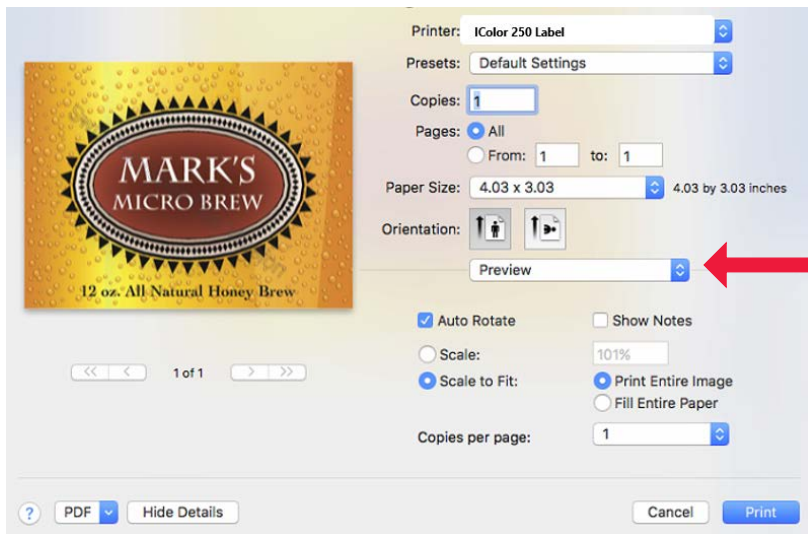 Printer: IColor 250 Label
Presets: Default Settings
Copies: 1
Pages: All
From: 1 to: 1
Paper Size: 4.03 x 3.03 4.03 by 3.03 inches
Orientation:
Preview
MARK'S
MICRO BREW
12 oz. All Natural Honey Brew
1 of 1
Auto Rotate Show Notes
Scale: 101%
Scale to Fit: Print Entire Image
Fill Entire Paper
Copies per page: 1
? PDF Hide Details Cancel Print